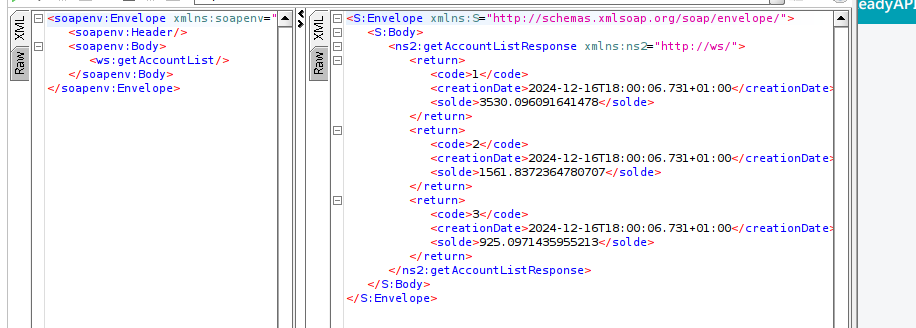 eadyAPI
XML
Raw
<soapenv:Envelope xmlns:soapenv="
<soapenv:Header/>
<soapenv:Body>
<ws:getAccountList/>
</soapenv:Body>
</soapenv:Envelope>
XML
Raw
<S:Envelope xmlns:S="http://schemas.xmlsoap.org/soap/envelope/">
<S:Body>
<ns2:getAccountListResponse xmlns:ns2="http://ws/">
<return>
<code>1</code>
<creationDate>2024-12-16T18:00:06.731+01:00</creationDate>
<solde>3530.096091641478</solde>
</return>
<return>
<code>2</code>
<creationDate>2024-12-16T18:00:06.731+01:00</creationDate>
<solde>1561.8372364780707</solde>
</return>
<return>
<code>3</code>
<creationDate>2024-12-16T18:00:06.731+01:00</creationDate>
<solde>925.0971435955213</solde>
</return>
</ns2:getAccountListResponse>
</S:Body>
</S:Envelope>